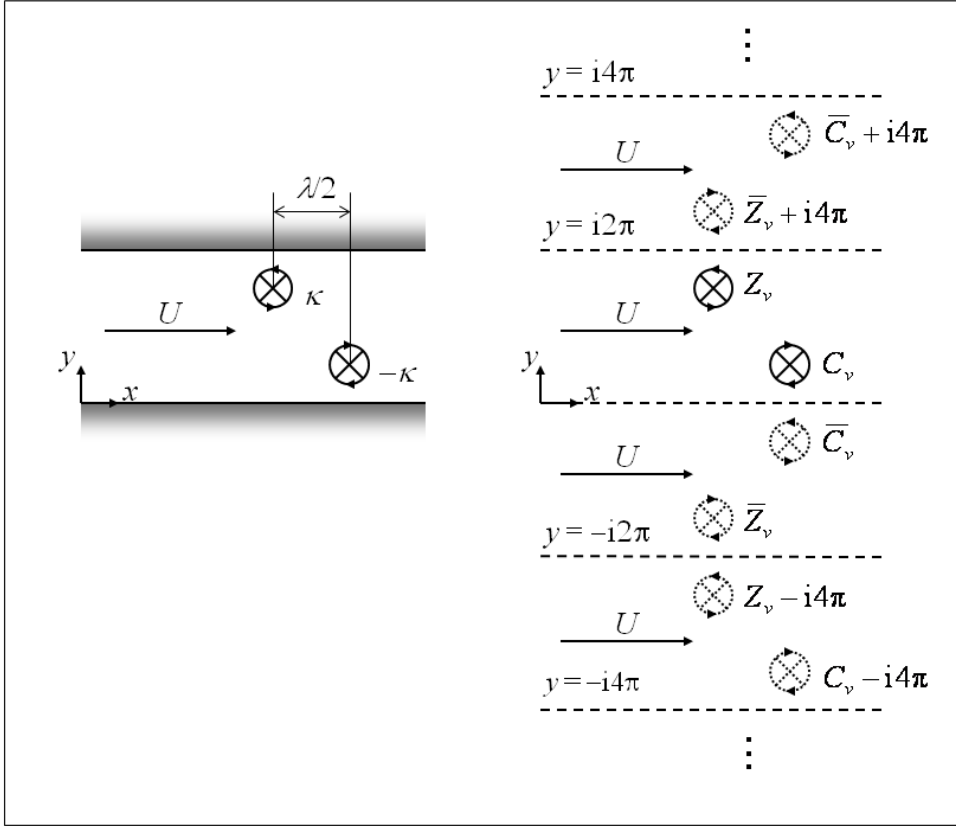 λ/2
κ
U
−κ
y
x
⋮
y = i4π
C̅ᵥ + i4π
U
Z̅ᵥ + i4π
y = i2π
Zᵥ
U
Cᵥ
y
x
C̅ᵥ
U
Z̅ᵥ
y = −i2π
Zᵥ − i4π
U
Cᵥ − i4π
y = −i4π
⋮